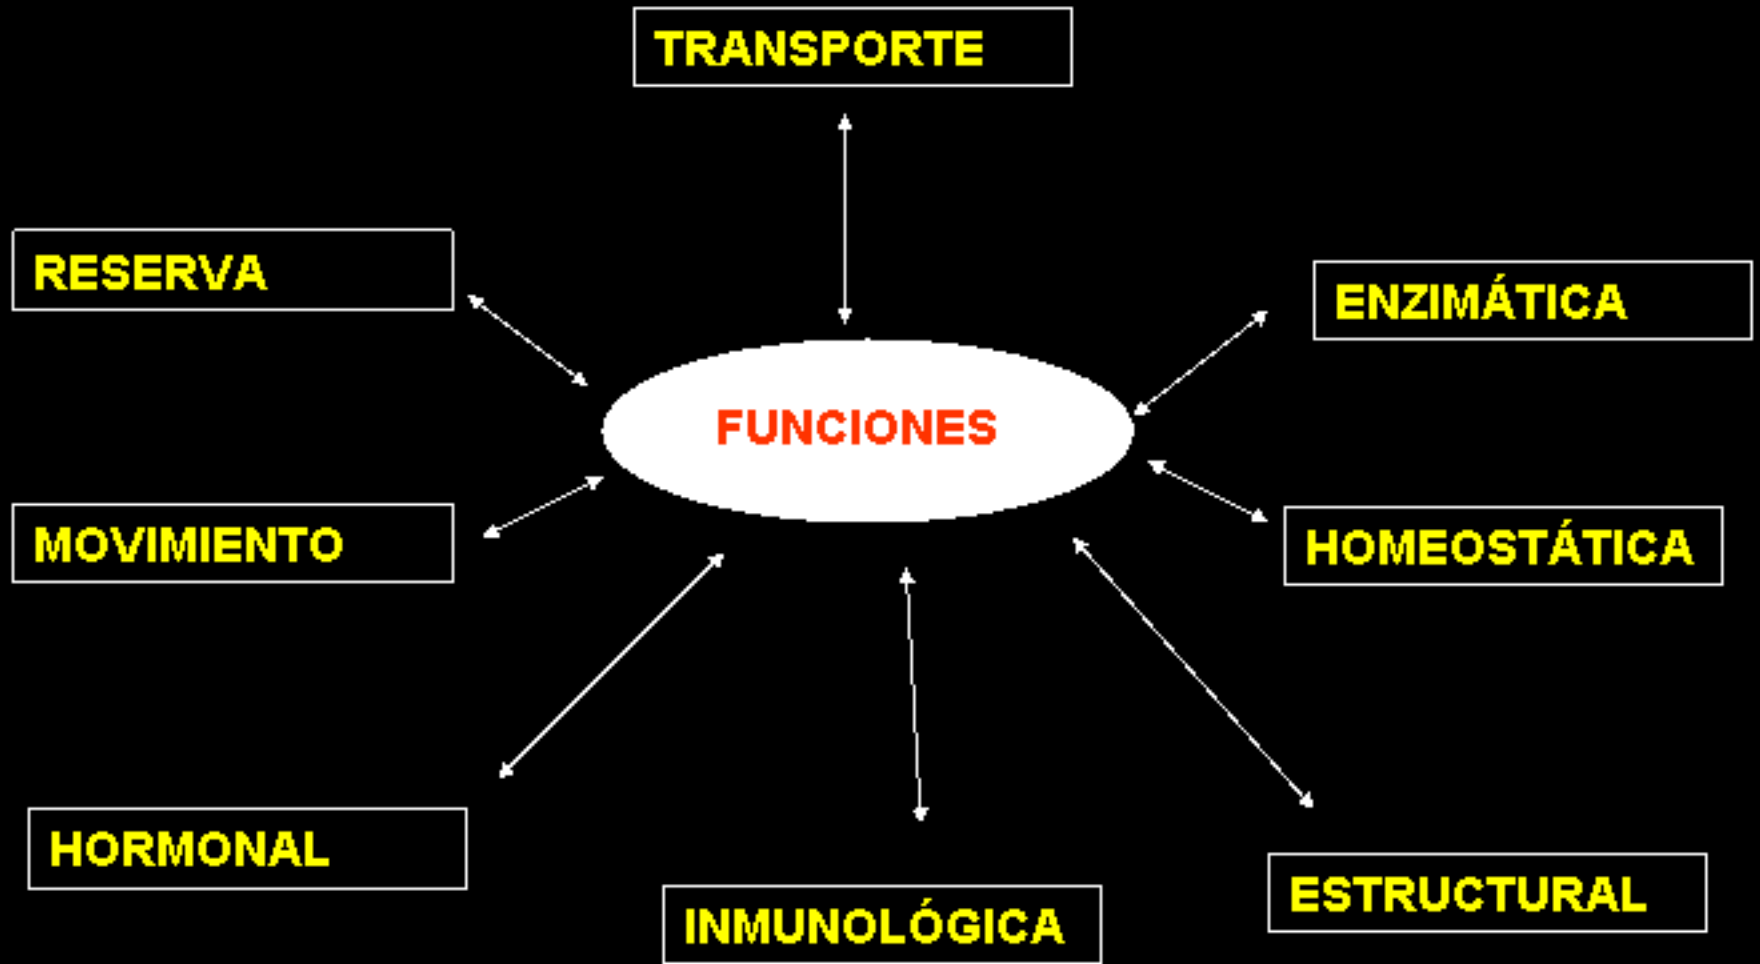 TRANSPORTE
RESERVA
ENZIMÁTICA
FUNCIONES
MOVIMIENTO
HOMEOSTÁTICA
HORMONAL
INMUNOLÓGICA
ESTRUCTURAL